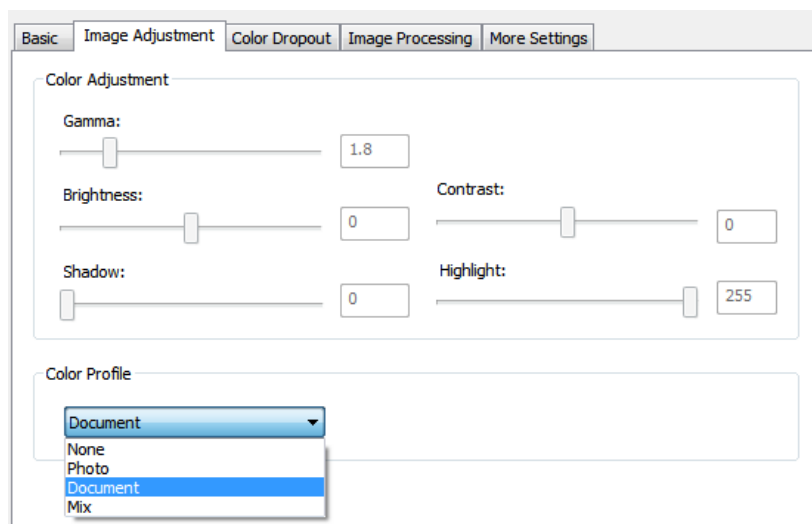 Basic Image Adjustment Color Dropout Image Processing More Settings
Color Adjustment
Gamma:
1.8
Brightness:
0
Contrast:
0
Shadow:
0
Highlight:
255
Color Profile
Document
None
Photo
Document
Mix